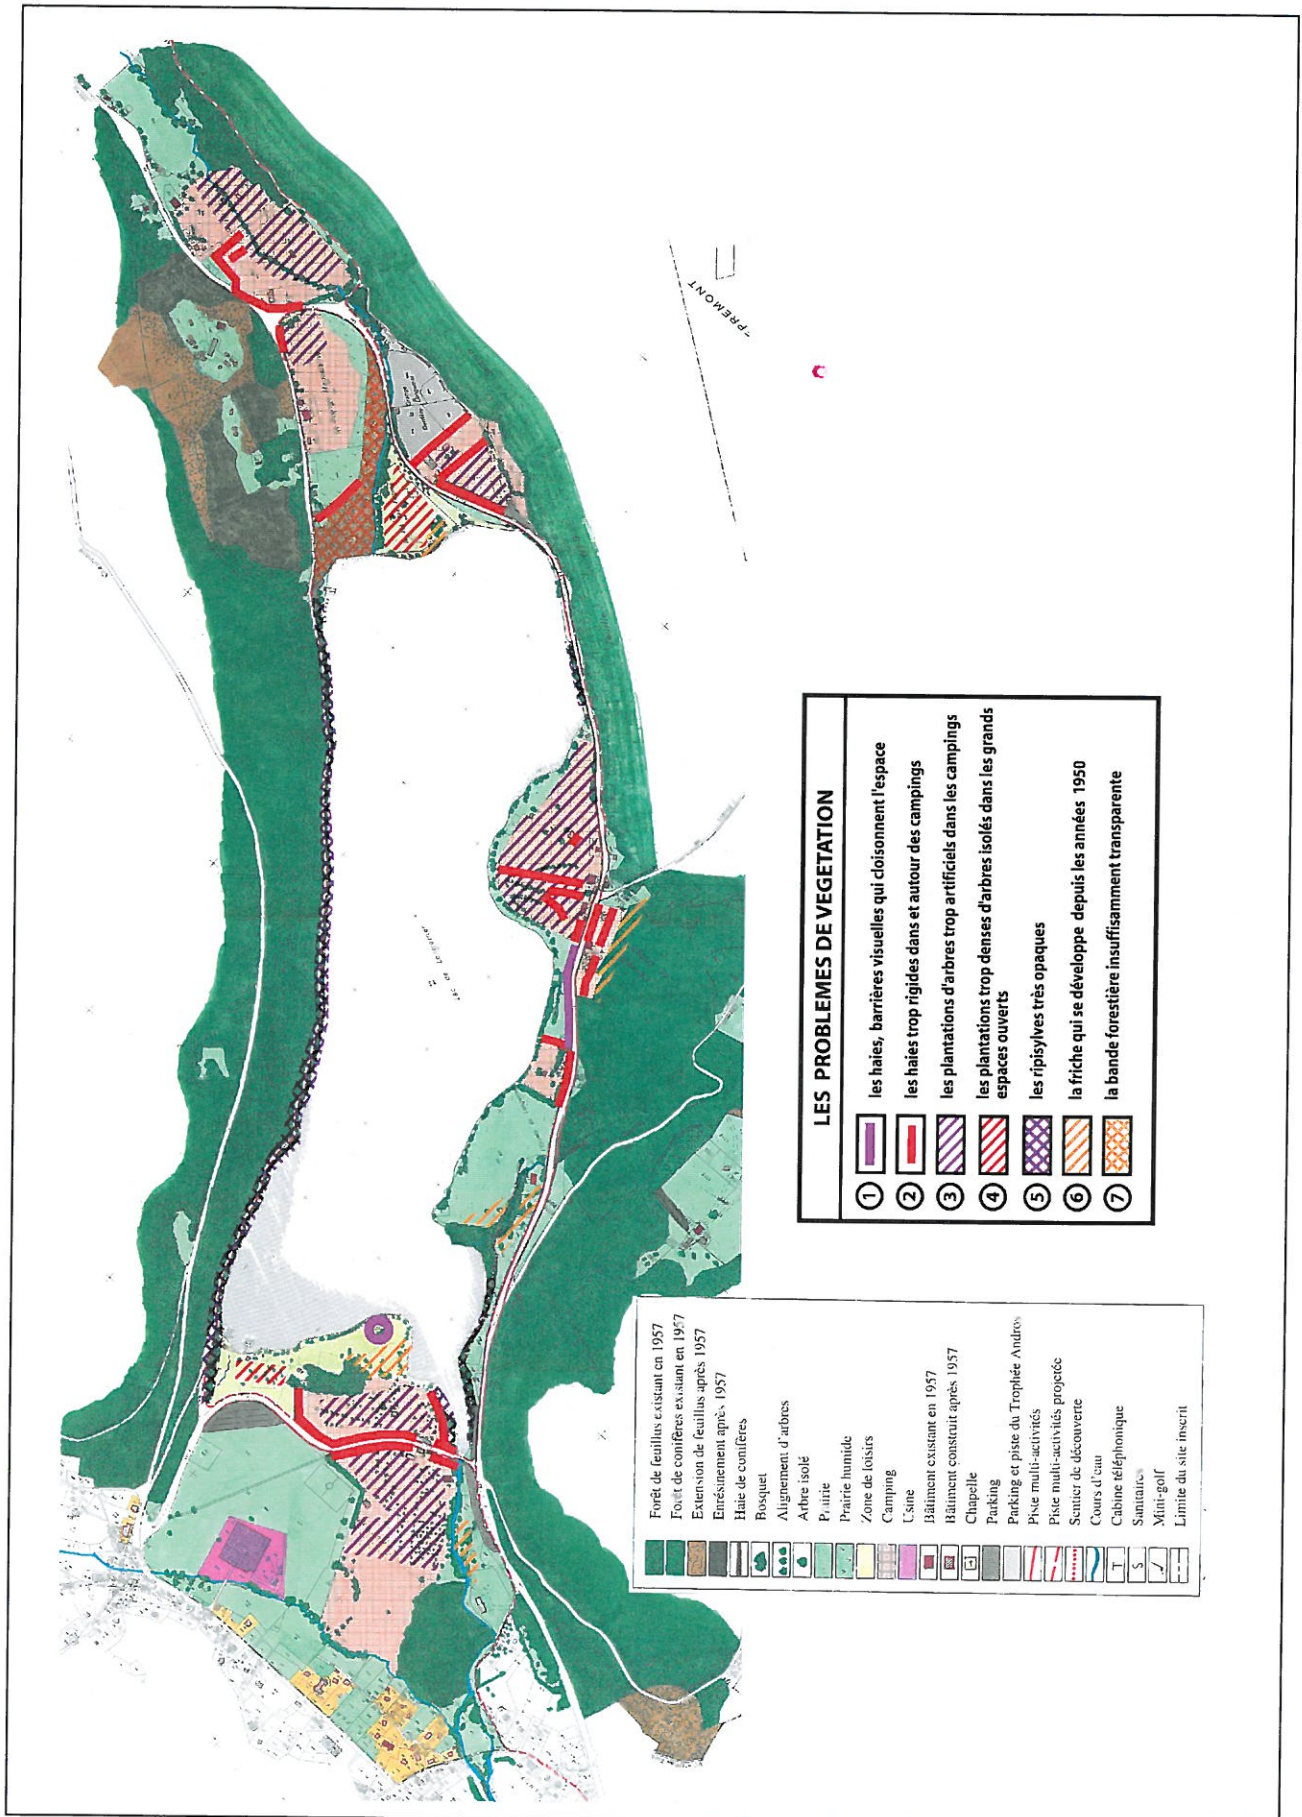 -PREMONT
LES PROBLEMES DE VEGETATION
1 les haies, barrières visuelles qui cloisonnent l'espace
2 les haies trop rigides dans et autour des campings
3 les plantations d'arbres trop artificiels dans les campings
4 les plantations trop denses d'arbres isolés dans les grands
espaces ouverts
5 les ripisylves très opaques
6 la friche qui se développe depuis les années 1950
7 la bande forestière insuffisamment transparente
Forêt de feuillus existant en 1957
Forêt de conifères existant en 1957
Extension de feuillus après 1957
Enrésinement après 1957
Haie de conifères
Bosquet
Alignement d'arbres
Arbre isolé
Prairie
Prairie humide
Zone de loisirs
Camping
Usine
Bâtiment existant en 1957
Bâtiment construit après 1957
Chapelle
Parking
Parking et piste du Trophée Andros
Piste multi-activités
Piste multi-activités projetée
Sentier de découverte
Cours d'eau
T Cabine téléphonique
S Sanitaires
Mini-golf
Limite du site inscrit